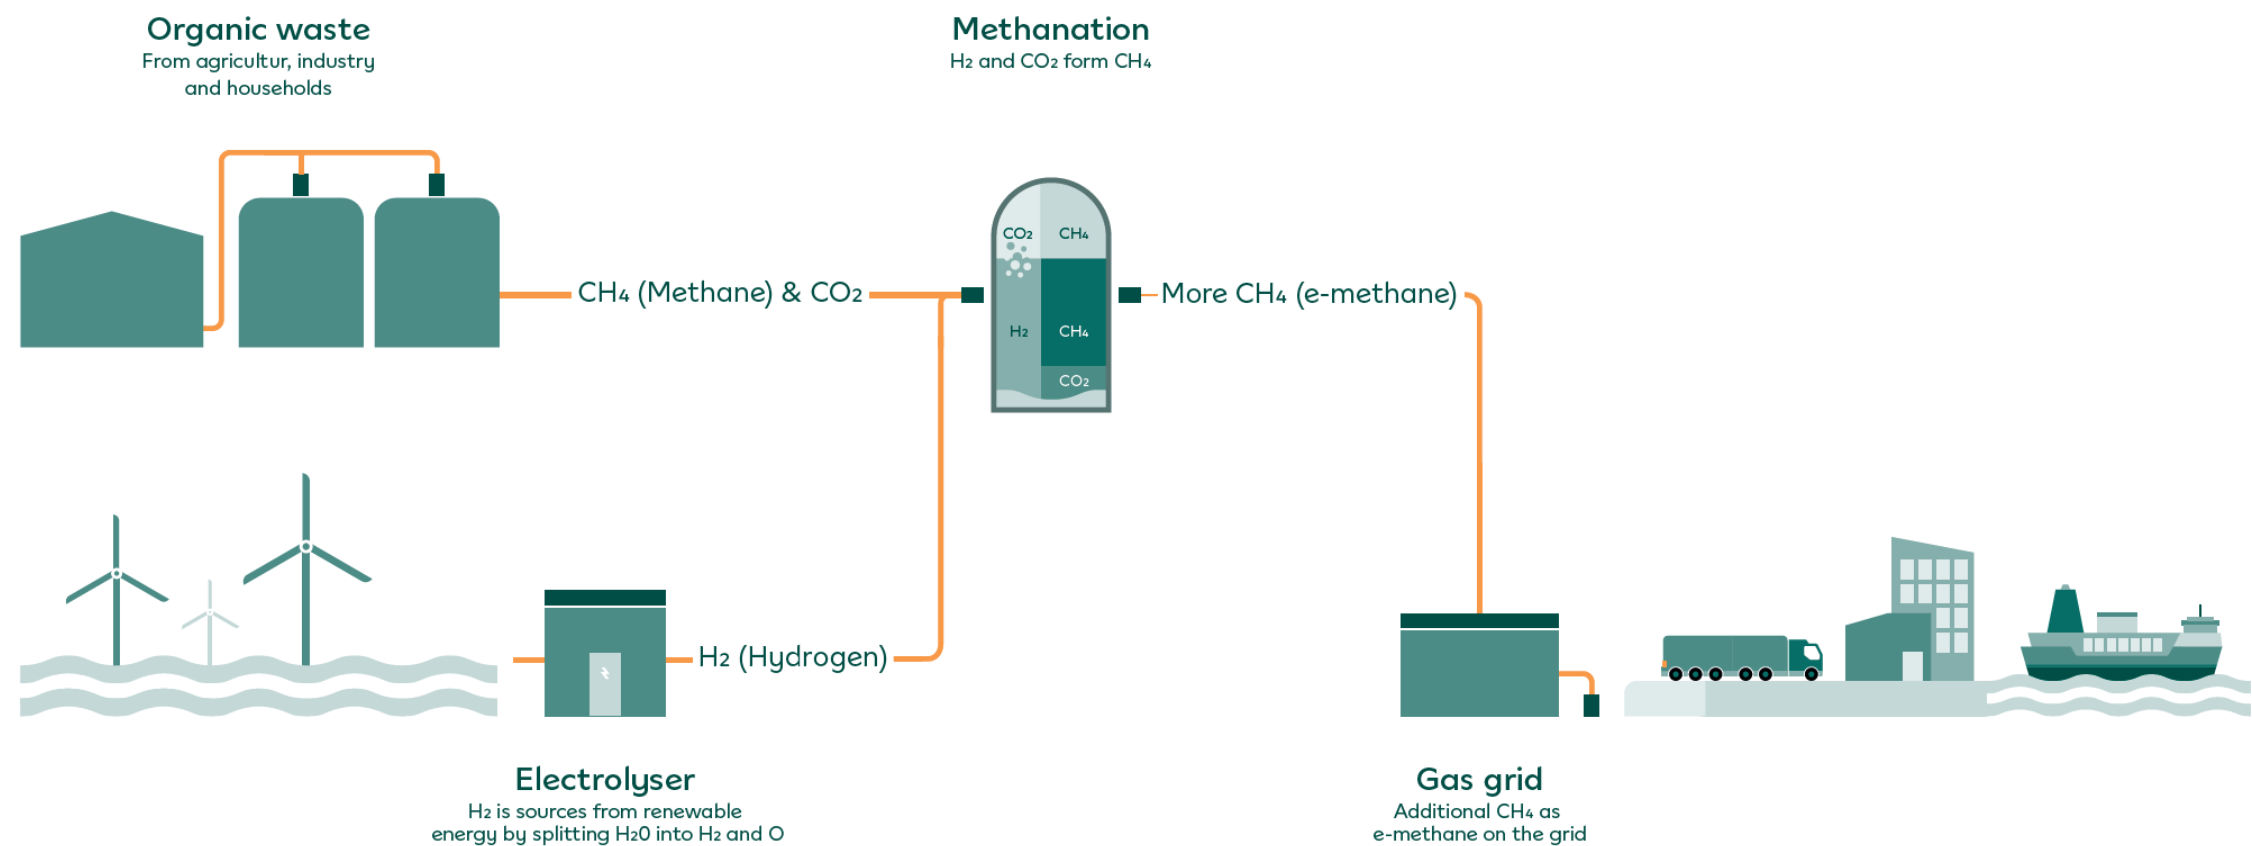 Organic waste
From agricultur, industry
and households
Methanation
H₂ and CO₂ form CH₄
CO₂
CH₄
H₂
CH₄
CO₂
CH₄ (Methane) & CO₂
More CH₄ (e-methane)
H₂ (Hydrogen)
Electrolyser
H₂ is sources from renewable
energy by splitting H₂0 into H₂ and O
Gas grid
Additional CH₄ as
e-methane on the grid